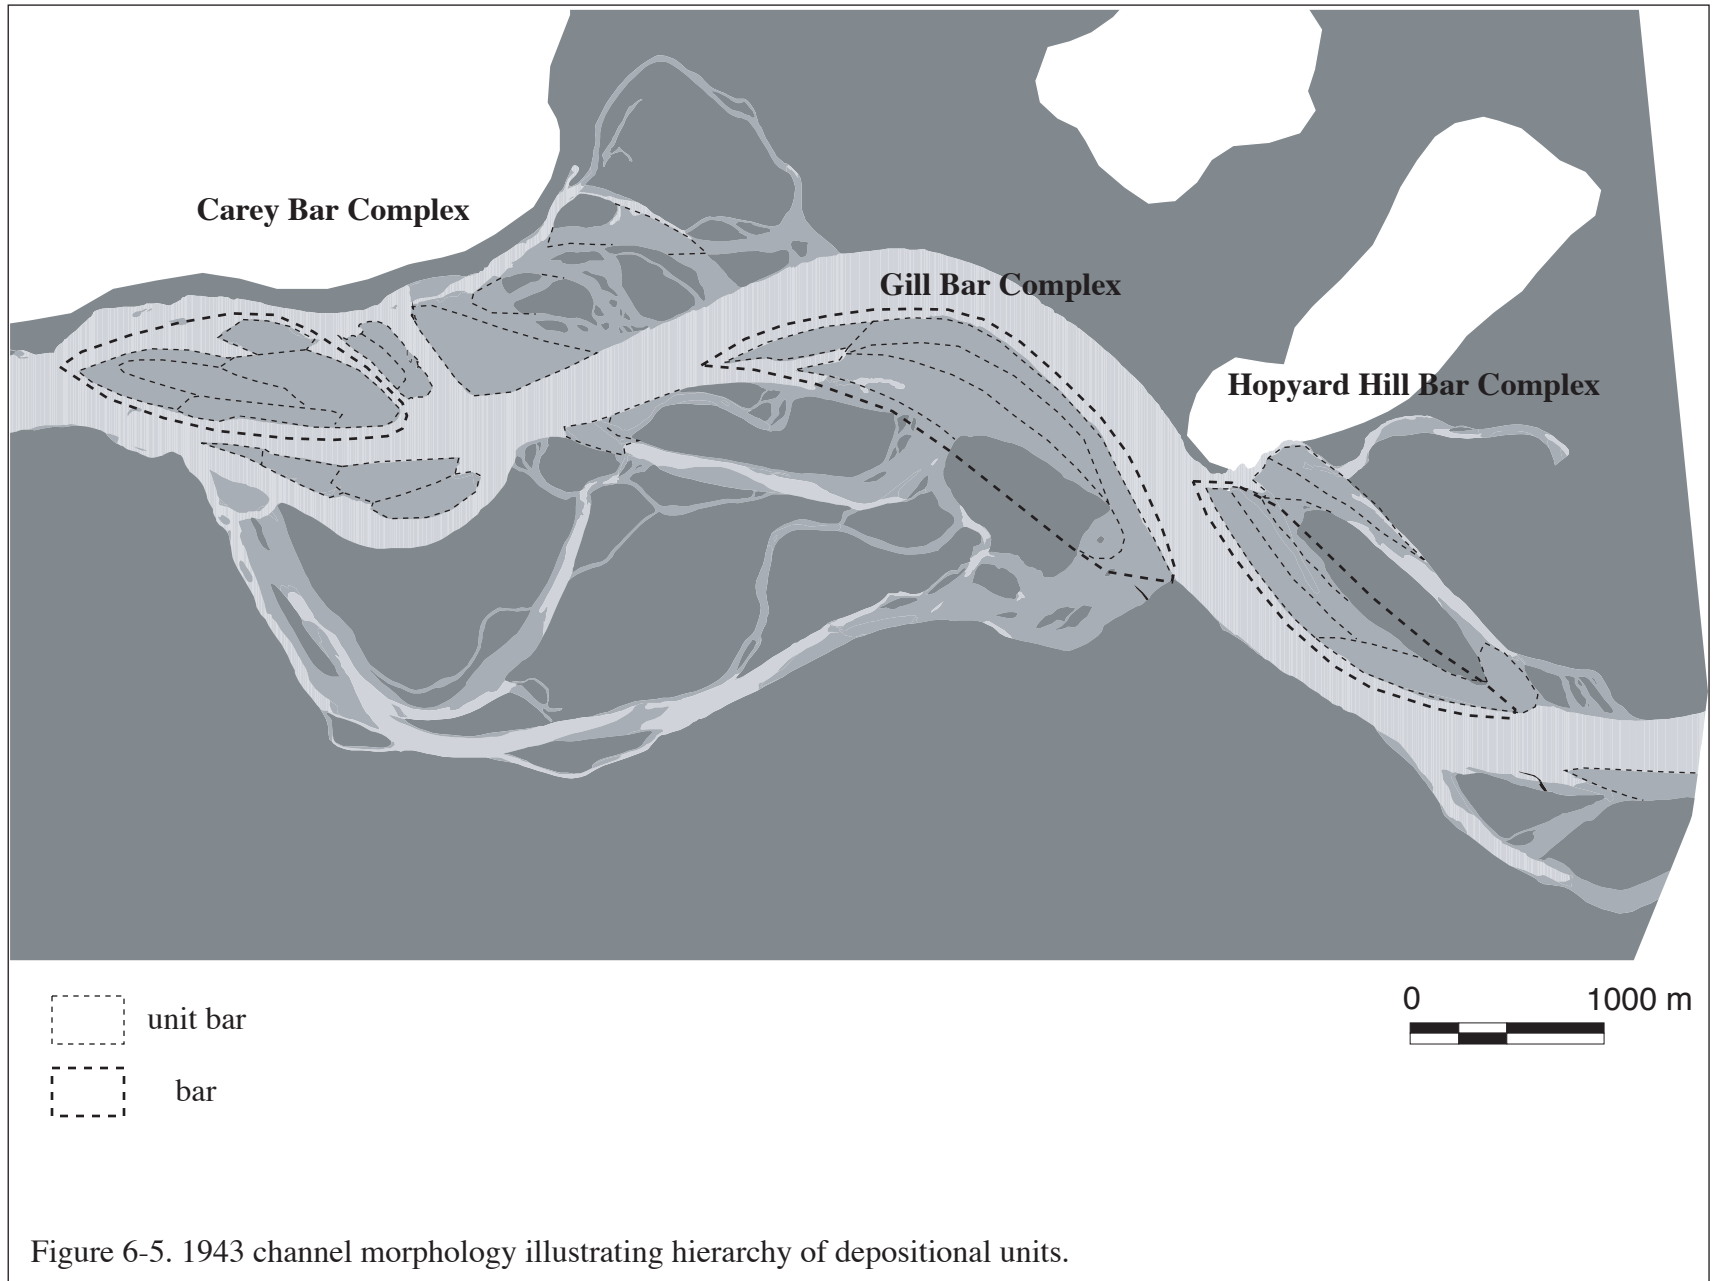 Carey Bar Complex
Gill Bar Complex
Hopyard Hill Bar Complex
unit bar
bar
0 1000 m
Figure 6-5. 1943 channel morphology illustrating hierarchy of depositional units.